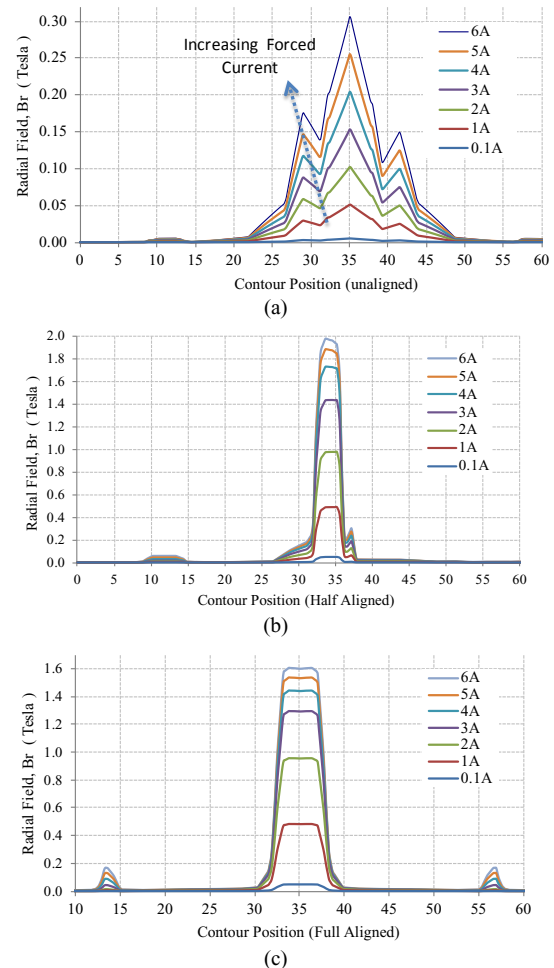 0.30
0.25
0.20
0.15
0.10
0.05
0.00
Radial Field, Br ( Tesla )
Increasing Forced
Current
6A
5A
4A
3A
2A
1A
0.1A
0 5 10 15 20 25 30 35 40 45 50 55 60
Contour Position (unaligned)
(a)
2.0
1.8
1.6
1.4
1.2
1.0
0.8
0.6
0.4
0.2
0.0
Radial Field, Br ( Tesla )
6A
5A
4A
3A
2A
1A
0.1A
0 5 10 15 20 25 30 35 40 45 50 55 60
Contour Position (Half Aligned)
(b)
1.6
1.4
1.2
1.0
0.8
0.6
0.4
0.2
0.0
Radial Field, Br ( Tesla )
6A
5A
4A
3A
2A
1A
0.1A
10 15 20 25 30 35 40 45 50 55 60
Contour Position (Full Aligned)
(c)